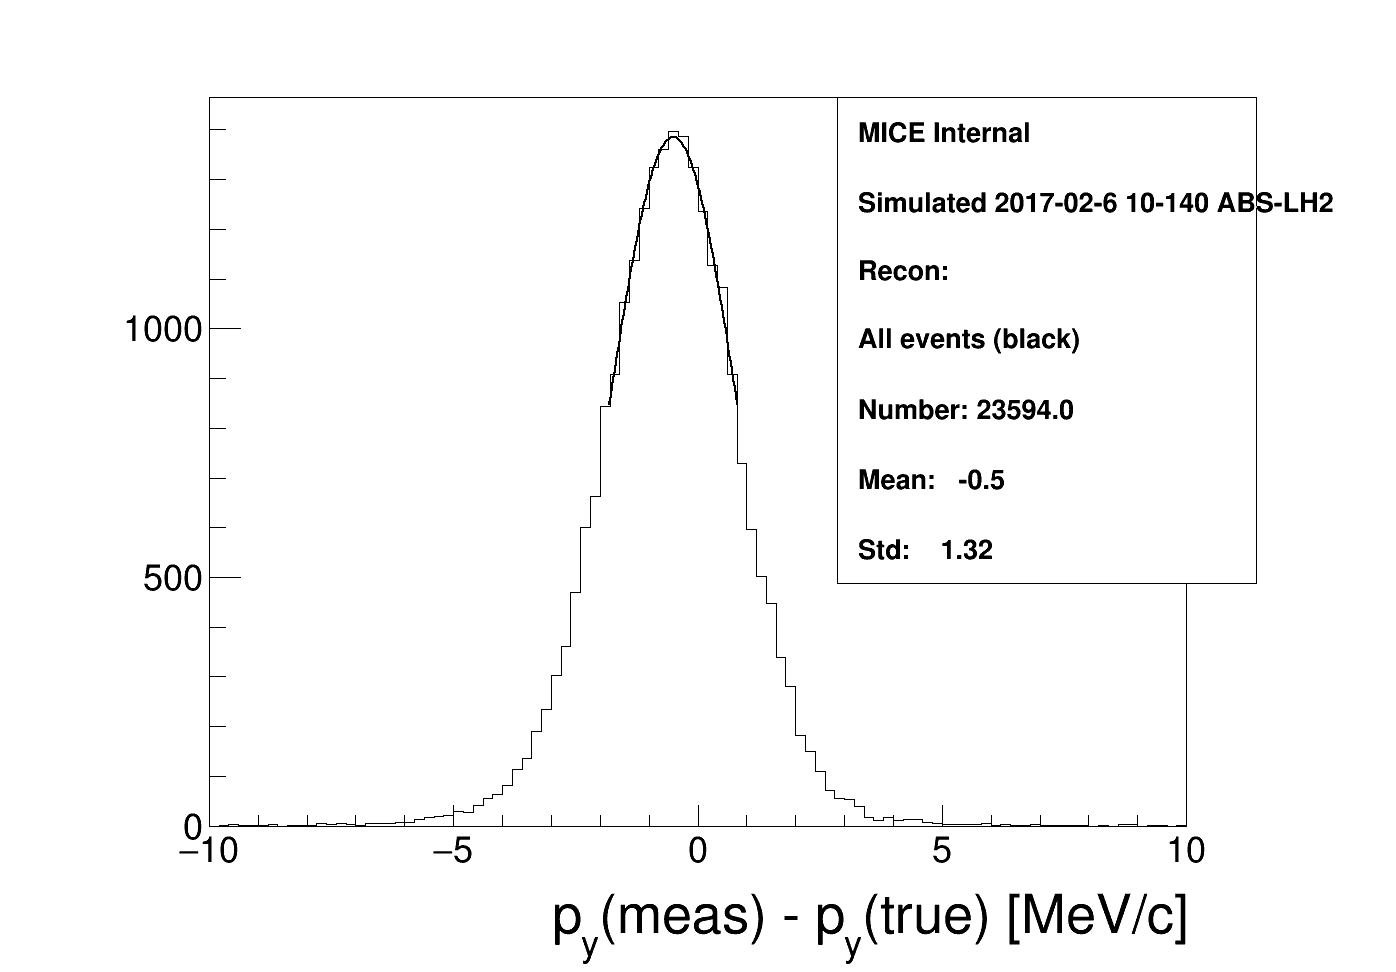 MICE Internal
Simulated 2017-02-6 10-140 ABS-LH2
Recon:
All events (black)
Number: 23594.0
Mean: -0.5
Std: 1.32
1000
500
0
−10 −5 0 5 10
py(meas) - py(true) [MeV/c]